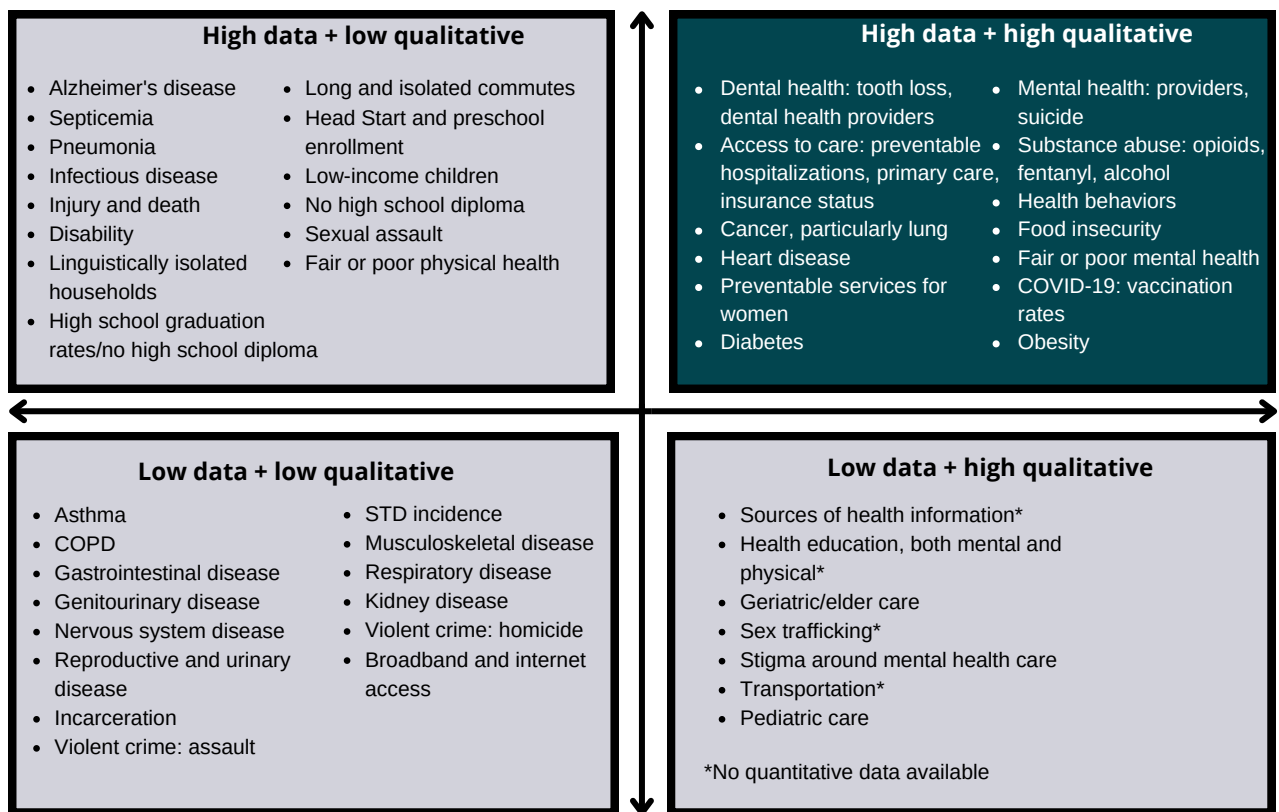 High data + low qualitative
Alzheimer's disease
Septicemia
Pneumonia
Infectious disease
Injury and death
Disability
Linguistically isolated
households
High school graduation
rates/no high school diploma
Long and isolated commutes
Head Start and preschool
enrollment
Low-income children
No high school diploma
Sexual assault
Fair or poor physical health
High data + high qualitative
Dental health: tooth loss,
dental health providers
Access to care: preventable
hospitalizations, primary care,
insurance status
Cancer, particularly lung
Heart disease
Preventable services for
women
Diabetes
Mental health: providers,
suicide
Substance abuse: opioids,
fentanyl, alcohol
Health behaviors
Food insecurity
Fair or poor mental health
COVID-19: vaccination
rates
Obesity
Low data + low qualitative
Asthma
COPD
Gastrointestinal disease
Genitourinary disease
Nervous system disease
Reproductive and urinary
disease
Incarceration
Violent crime: assault
STD incidence
Musculoskeletal disease
Respiratory disease
Kidney disease
Violent crime: homicide
Broadband and internet
access
Low data + high qualitative
Sources of health information*
Health education, both mental and
physical*
Geriatric/elder care
Sex trafficking*
Stigma around mental health care
Transportation*
Pediatric care
*No quantitative data available